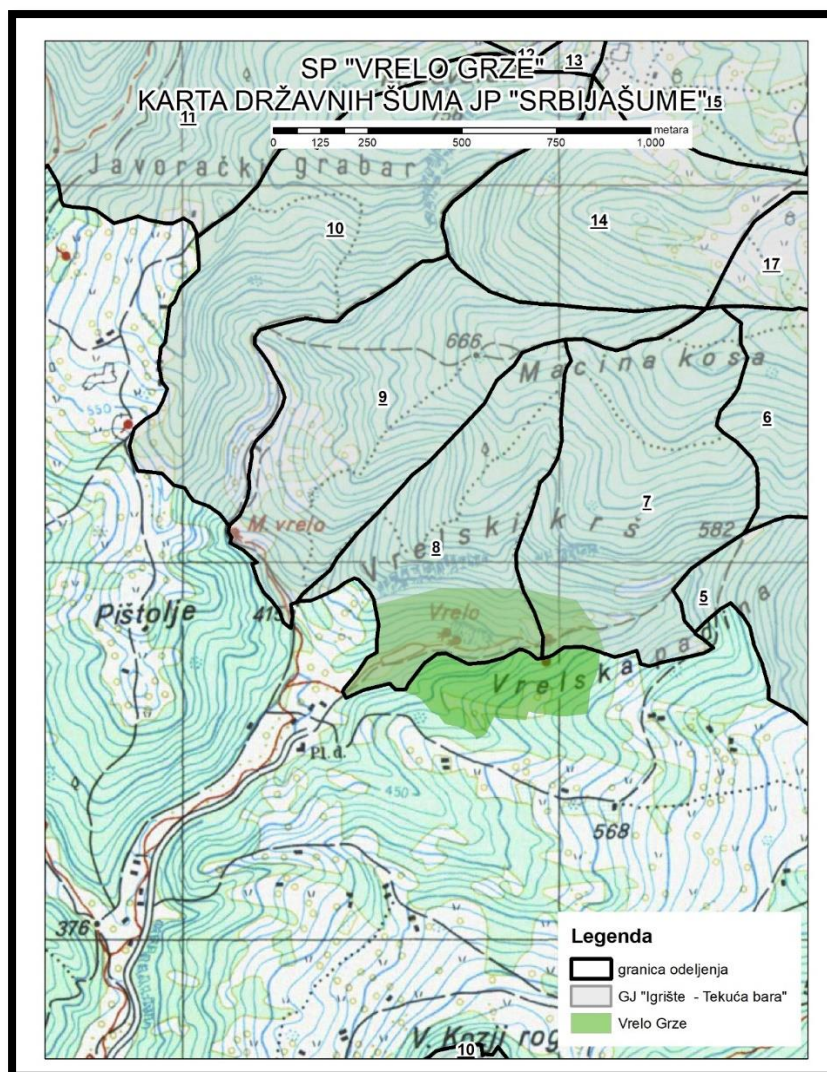 12
13
SP "VRELO GRZE"
KARTA DRŽAVNIH ŠUMA JP "SRBIJAŠUME"
15
11
0 125 250 500 750 1,000
metara
Javorački grabar
10
14
17
666
Macina kosa
9
6
550
7
582
M. vrelo
Vrelski krš
8
5
Pištolje
415
Vrelo
Vrelska padina
Pl.d.
450
568
376
Legenda
granica odeljenja
GJ "Igrište - Tekuća bara"
Vrelo Grze
V. Kozji rog
10